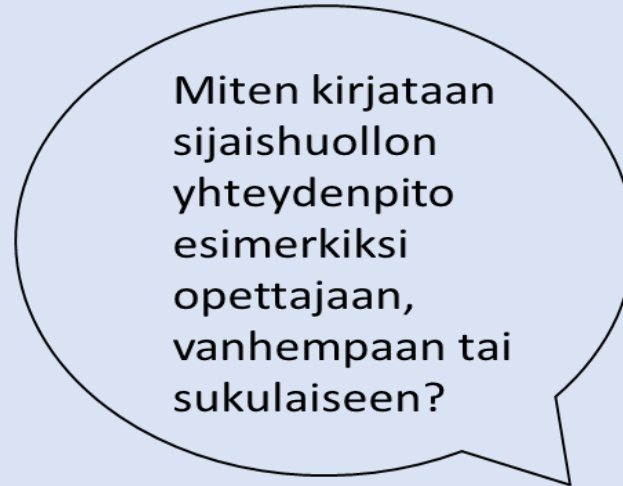 Miten kirjataan
sijaishuollon
yhteydenpito
esimerkiksi
opettajaan,
vanhempaan tai
sukulaiseen?